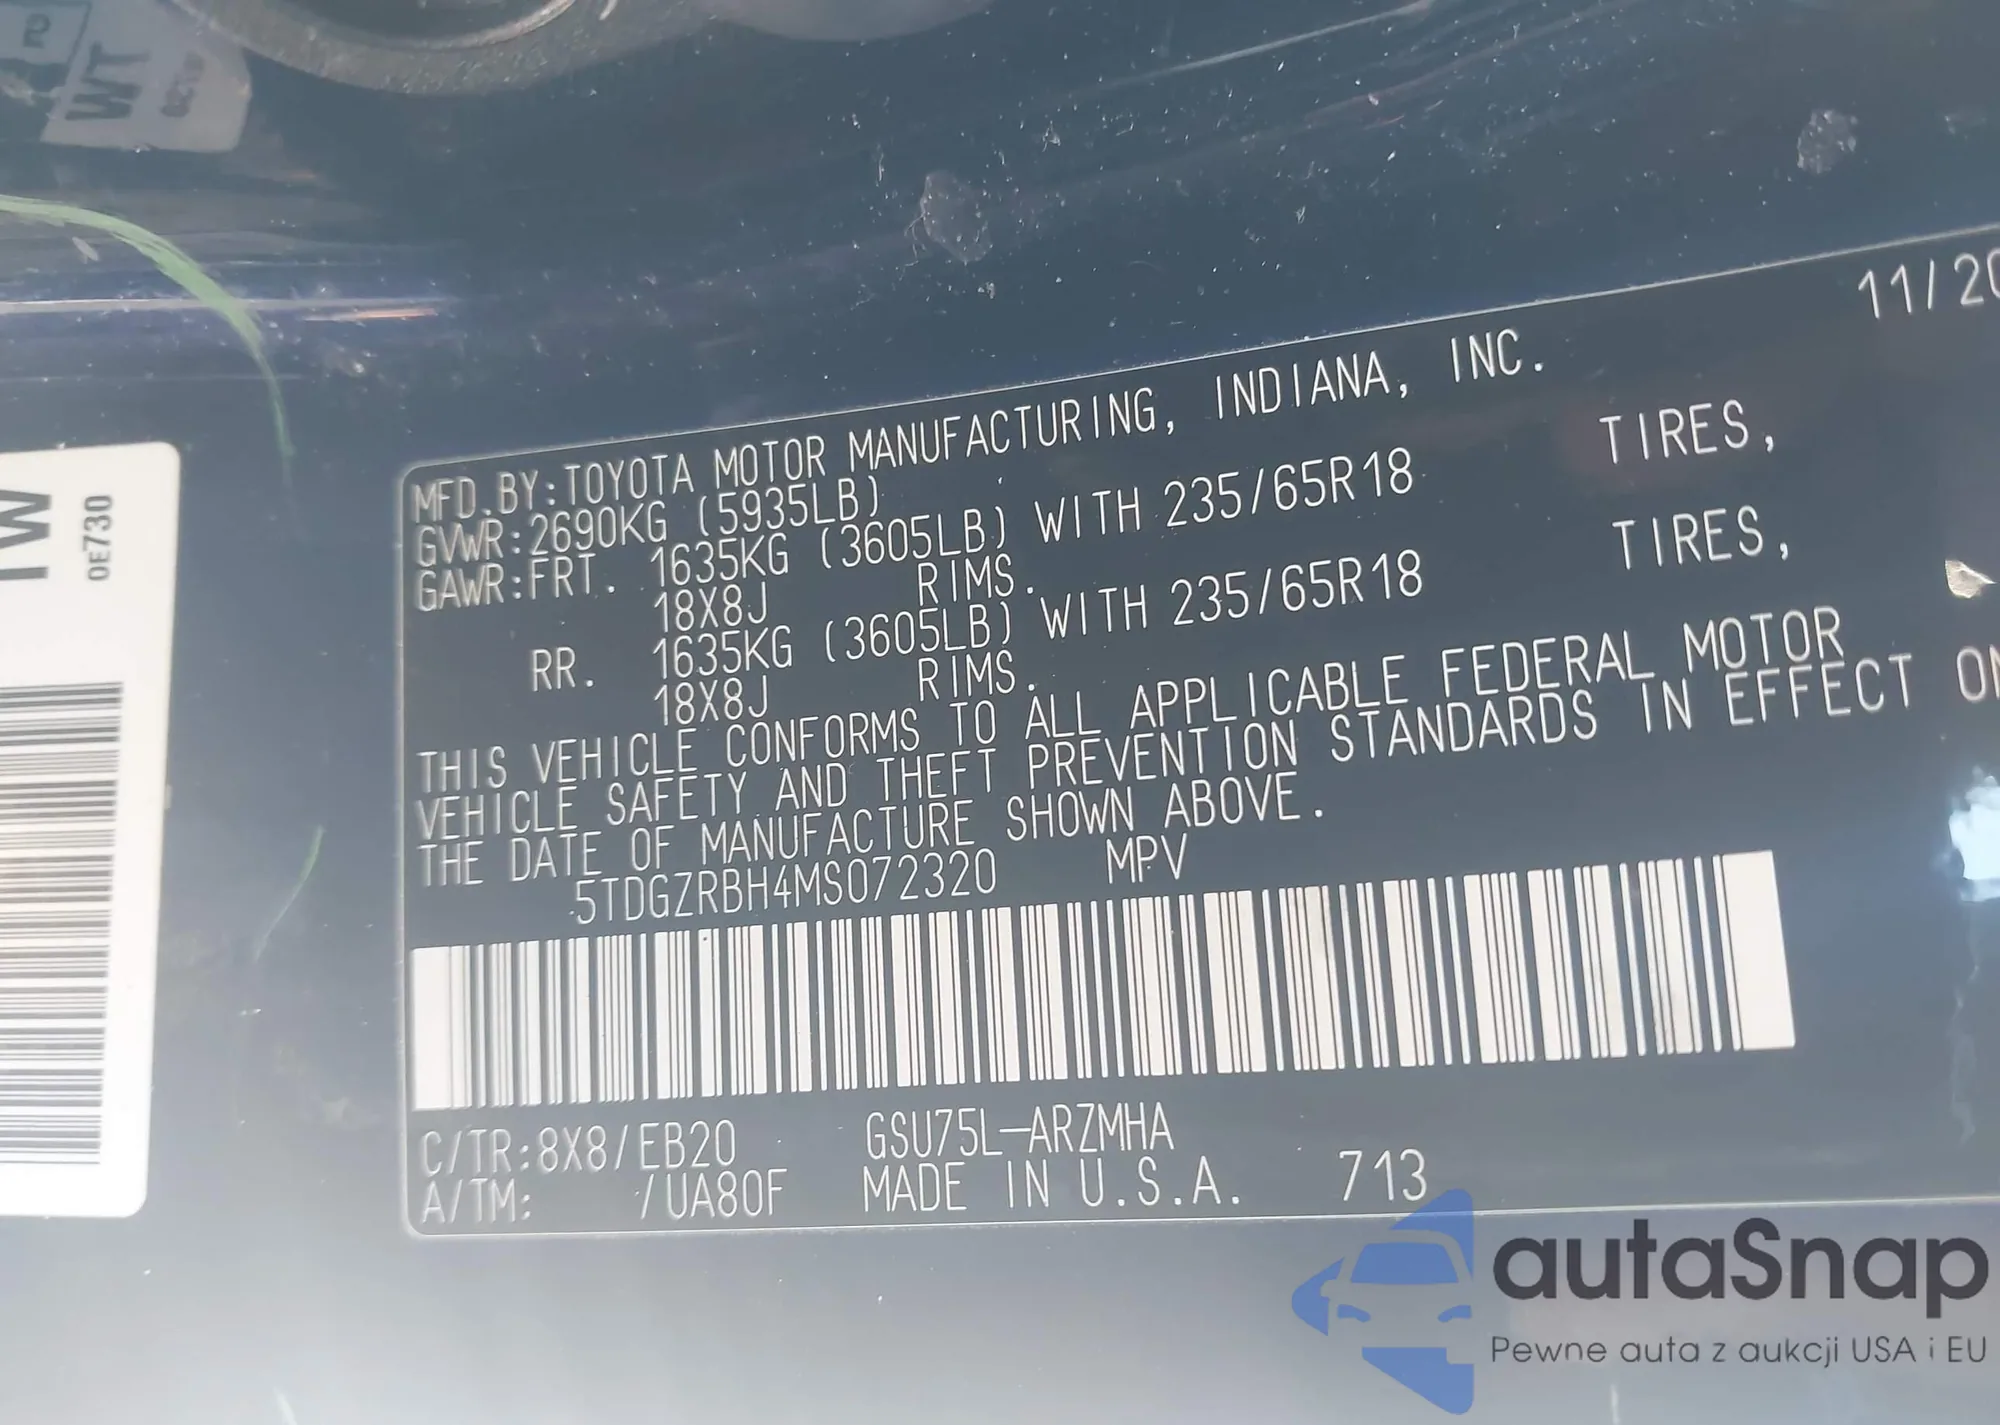 WT
TW
0E730
11/20
MFD.BY:TOYOTA MOTOR MANUFACTURING, INDIANA, INC.
GVWR:2690KG (5935LB)
GAWR:FRT. 1635KG (3605LB) WITH 235/65R18 TIRES,
18X8J RIMS.
RR. 1635KG (3605LB) WITH 235/65R18 TIRES,
18X8J RIMS.
THIS VEHICLE CONFORMS TO ALL APPLICABLE FEDERAL MOTOR
VEHICLE SAFETY AND THEFT PREVENTION STANDARDS IN EFFECT ON
THE DATE OF MANUFACTURE SHOWN ABOVE.
5TDGZRBH4MS072320 MPV
C/TR:8X8/EB20 GSU75L-ARZMHA
A/TM: /UA80F MADE IN U.S.A. 713
autaSnap
Pewne auta z aukcji USA i EU